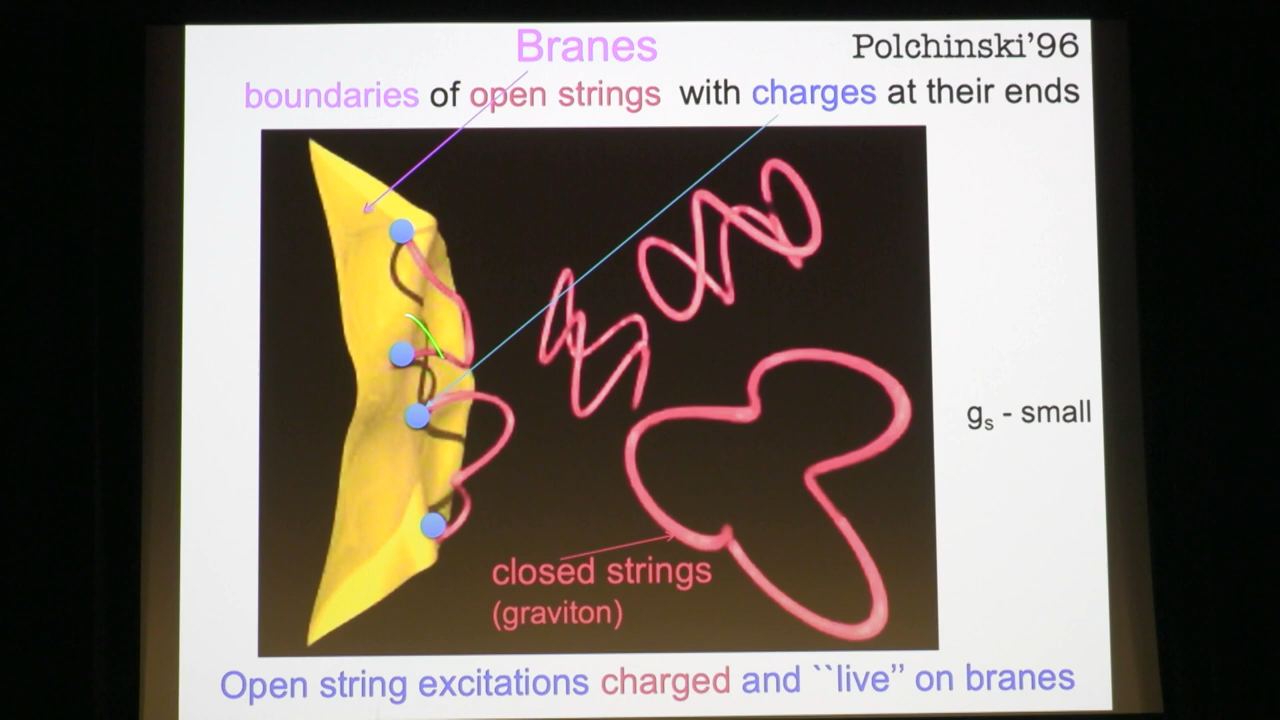 Branes
Polchinski’96
boundaries of open strings with charges at their ends
gs - small
closed strings
(graviton)
Open string excitations charged and ``live” on branes